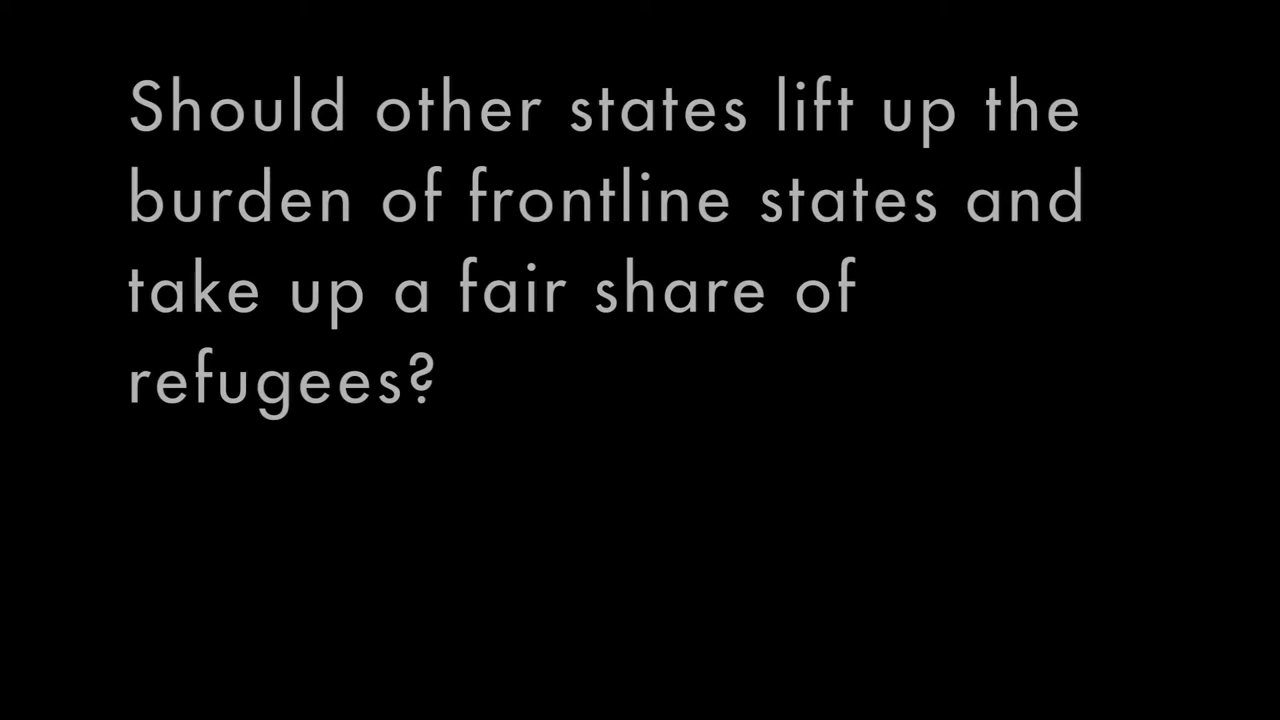 Should other states lift up the
burden of frontline states and
take up a fair share of
refugees?